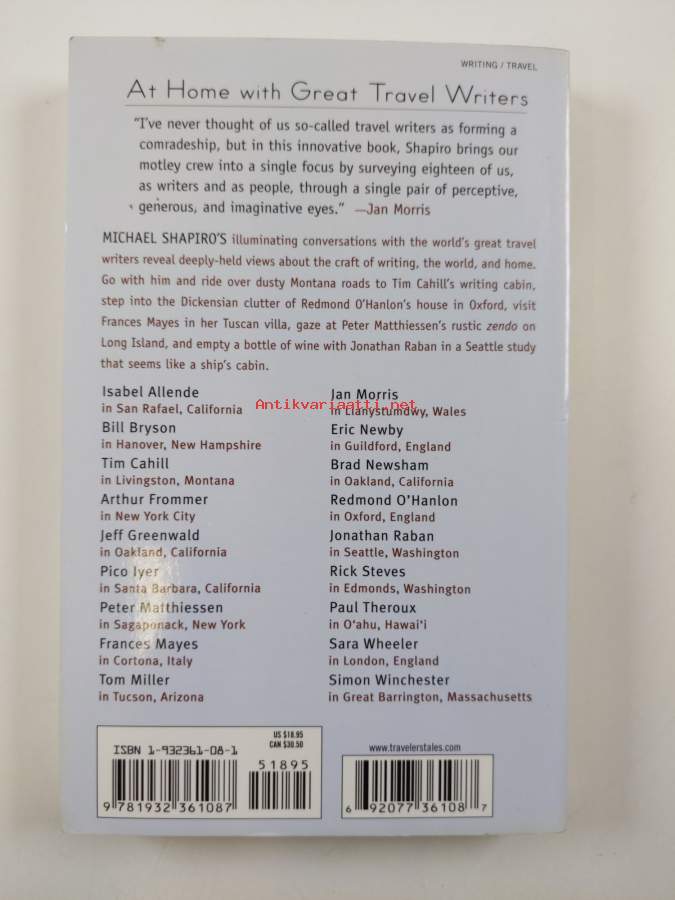 WRITING / TRAVEL
At Home with Great Travel Writers
"I've never thought of us so-called travel writers as forming a
comradeship, but in this innovative book, Shapiro brings our
motley crew into a single focus by surveying eighteen of us,
as writers and as people, through a single pair of perceptive,
generous, and imaginative eyes." —Jan Morris
MICHAEL SHAPIRO'S illuminating conversations with the world's great travel
writers reveal deeply-held views about the craft of writing, the world, and home.
Go with him and ride over dusty Montana roads to Tim Cahill's writing cabin,
step into the Dickensian clutter of Redmond O'Hanlon's house in Oxford, visit
Frances Mayes in her Tuscan villa, gaze at Peter Matthiessen's rustic zendo on
Long Island, and empty a bottle of wine with Jonathan Raban in a Seattle study
that seems like a ship's cabin.
Isabel Allende
in San Rafael, California
Bill Bryson
in Hanover, New Hampshire
Tim Cahill
in Livingston, Montana
Arthur Frommer
in New York City
Jeff Greenwald
in Oakland, California
Pico Iyer
in Santa Barbara, California
Peter Matthiessen
in Sagaponack, New York
Frances Mayes
in Cortona, Italy
Tom Miller
in Tucson, Arizona
Jan Morris
in Llanystumdwy, Wales
Eric Newby
in Guildford, England
Brad Newsham
in Oakland, California
Redmond O'Hanlon
in Oxford, England
Jonathan Raban
in Seattle, Washington
Rick Steves
in Edmonds, Washington
Paul Theroux
in O'ahu, Hawai'i
Sara Wheeler
in London, England
Simon Winchester
in Great Barrington, Massachusetts
Antikvariaatti.net
US $18.95
CAN $30.50
ISBN 1-932361-08-1
51895
9 781932 361087
www.travelerstales.com
6 92077 36108 7